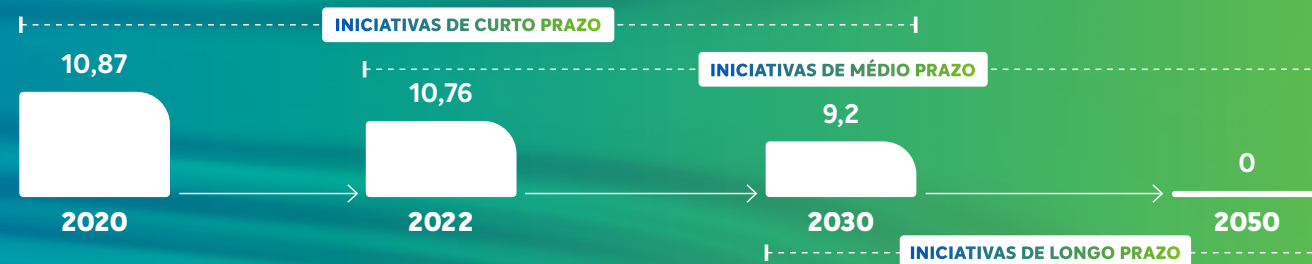 INICIATIVAS DE CURTO PRAZO
10,87
INICIATIVAS DE MÉDIO PRAZO
10,76
9,2
0
2020
2022
2030
2050
INICIATIVAS DE LONGO PRAZO